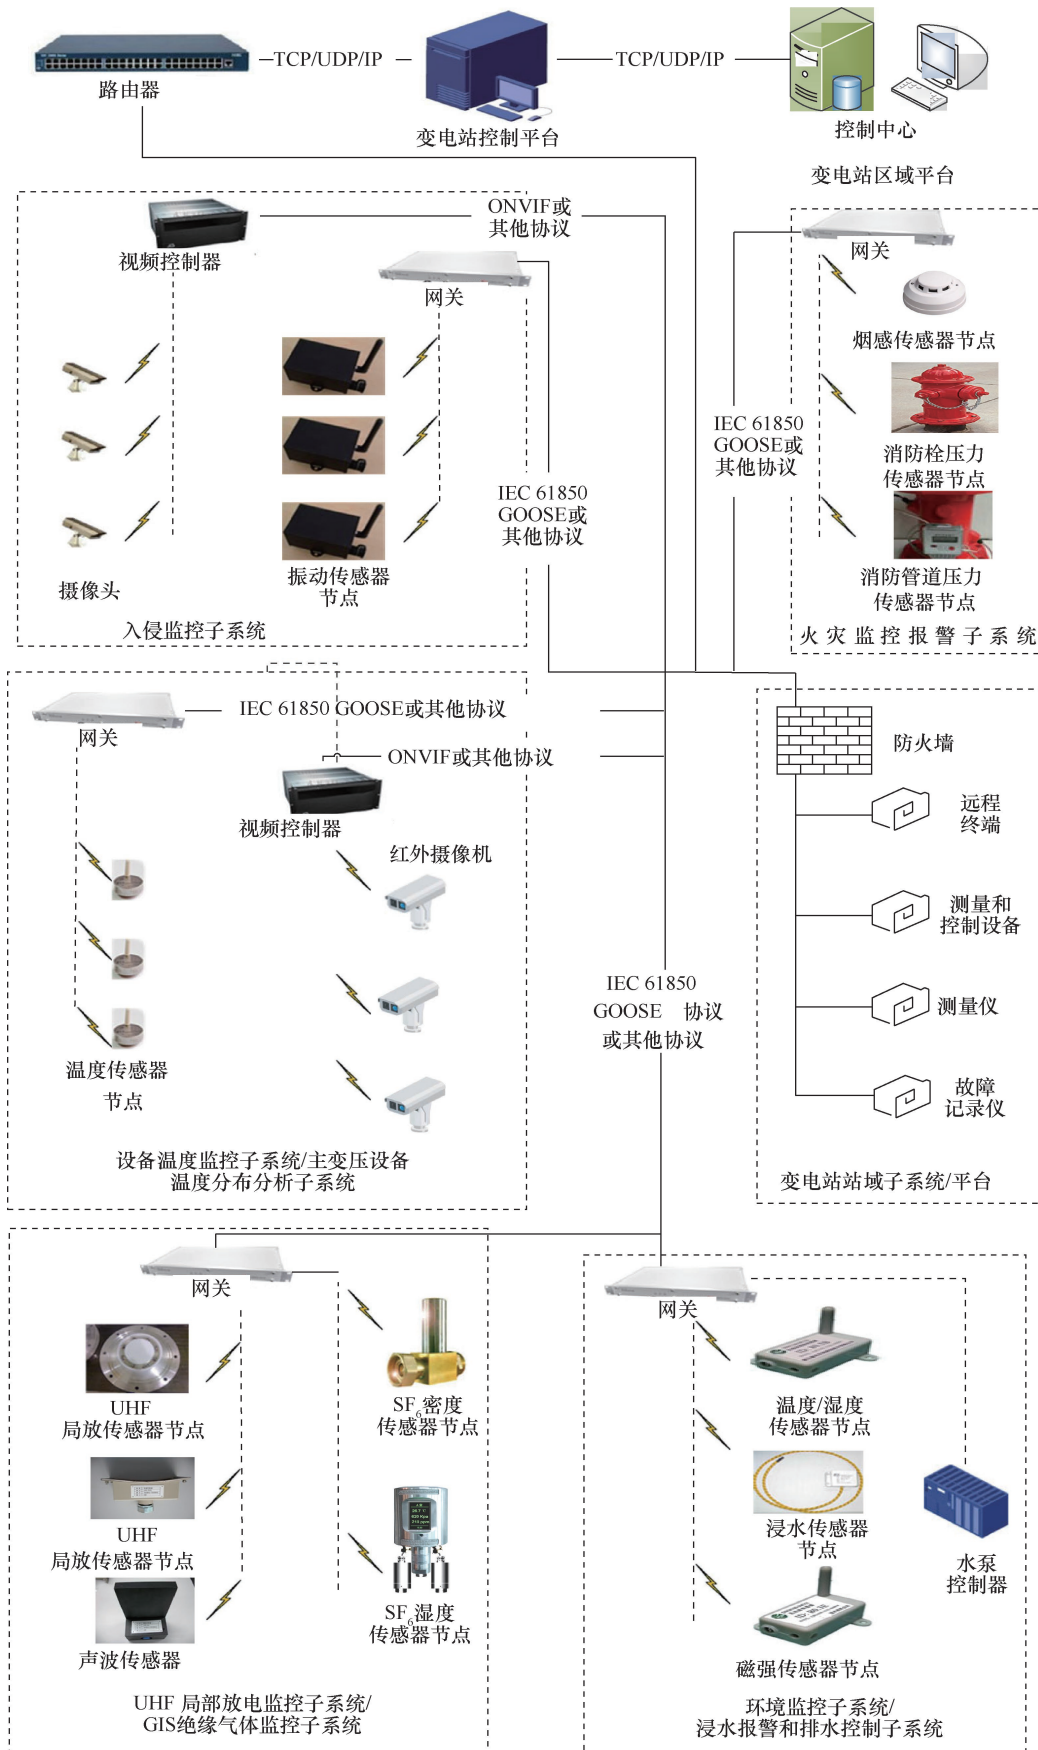 TCP/UDP/IP
TCP/UDP/IP
路由器
变电站控制平台
控制中心
变电站区域平台
ONVIF或
其他协议
视频控制器
网关
网关
烟感传感器节点
IEC 61850
GOOSE或
其他协议
消防栓压力
传感器节点
IEC 61850
GOOSE或
其他协议
摄像头
振动传感器
节点
消防管道压力
传感器节点
入侵监控子系统
火灾监控报警子系统
IEC 61850 GOOSE或其他协议
网关
ONVIF或其他协议
防火墙
视频控制器
红外摄像机
远程
终端
测量和
控制设备
IEC 61850
GOOSE 协议
或其他协议
测量仪
温度传感器
节点
故障
记录仪
设备温度监控子系统/主变压设备
温度分布分析子系统
变电站站域子系统/平台
网关
网关
UHF
局放传感器节点
SF6密度
传感器节点
温度/湿度
传感器节点
UHF
局放传感器节点
浸水传感器
节点
水泵
控制器
声波传感器
SF6湿度
传感器节点
磁强传感器节点
UHF 局部放电监控子系统/
GIS绝缘气体监控子系统
环境监控子系统/
浸水报警和排水控制子系统